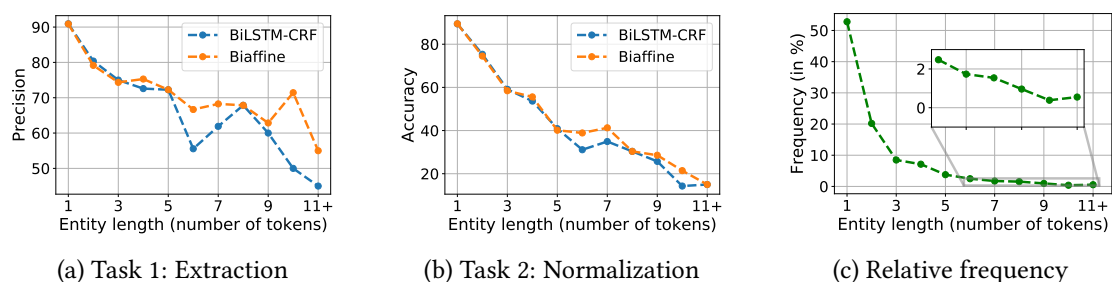 90
80
70
60
50
Precision
BiLSTM-CRF
Biaffine
1 3 5 7 9 11+
Entity length (number of tokens)
(a) Task 1: Extraction
80
60
40
20
Accuracy
BiLSTM-CRF
Biaffine
1 3 5 7 9 11+
Entity length (number of tokens)
(b) Task 2: Normalization
50
40
30
20
10
0
Frequency (in %)
2
0
1 3 5 7 9 11+
Entity length (number of tokens)
(c) Relative frequency